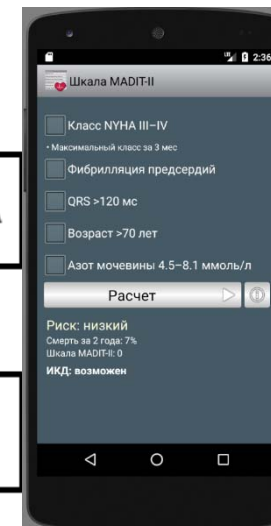 2:36
Шкала MADIT-II
Класс NYHA III–IV
• Максимальный класс за 3 мес
Фибрилляция предсердий
QRS >120 мс
Возраст >70 лет
Азот мочевины 4.5–8.1 ммоль/л
Расчет
Риск: низкий
Смерть за 2 года: 7%
Шкала MADIT-II: 0
ИКД: возможен